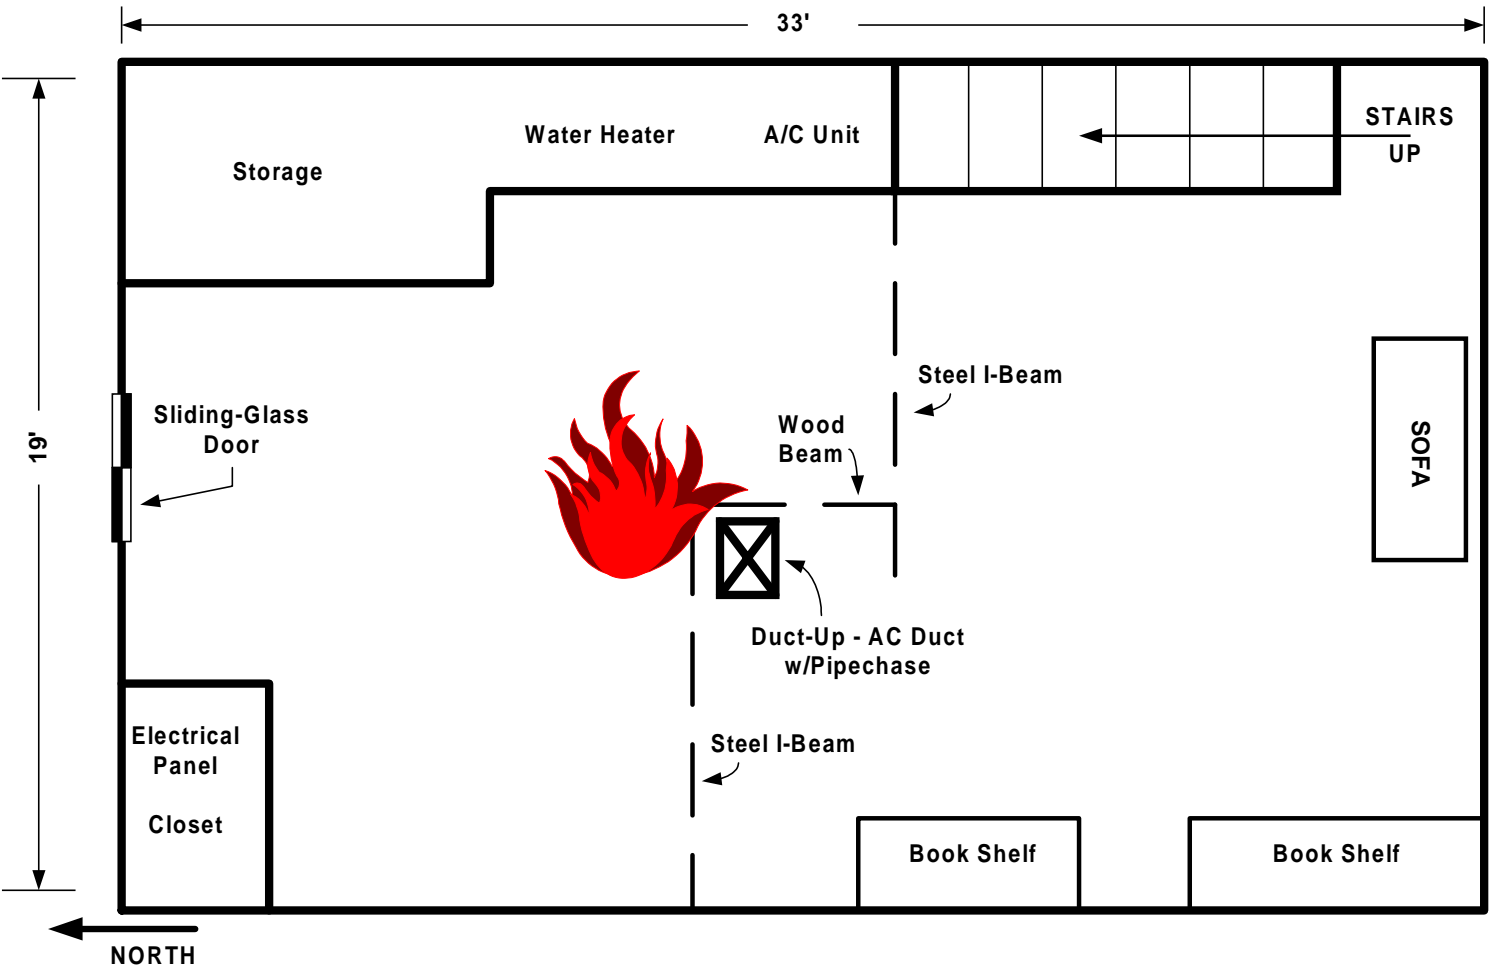 33'
STAIRS
UP
Water Heater
A/C Unit
Storage
Steel I-Beam
Sliding-Glass
Door
Wood
Beam
19'
SOFA
Duct-Up - AC Duct
w/Pipechase
Electrical
Panel
Closet
Steel I-Beam
Book Shelf
Book Shelf
NORTH